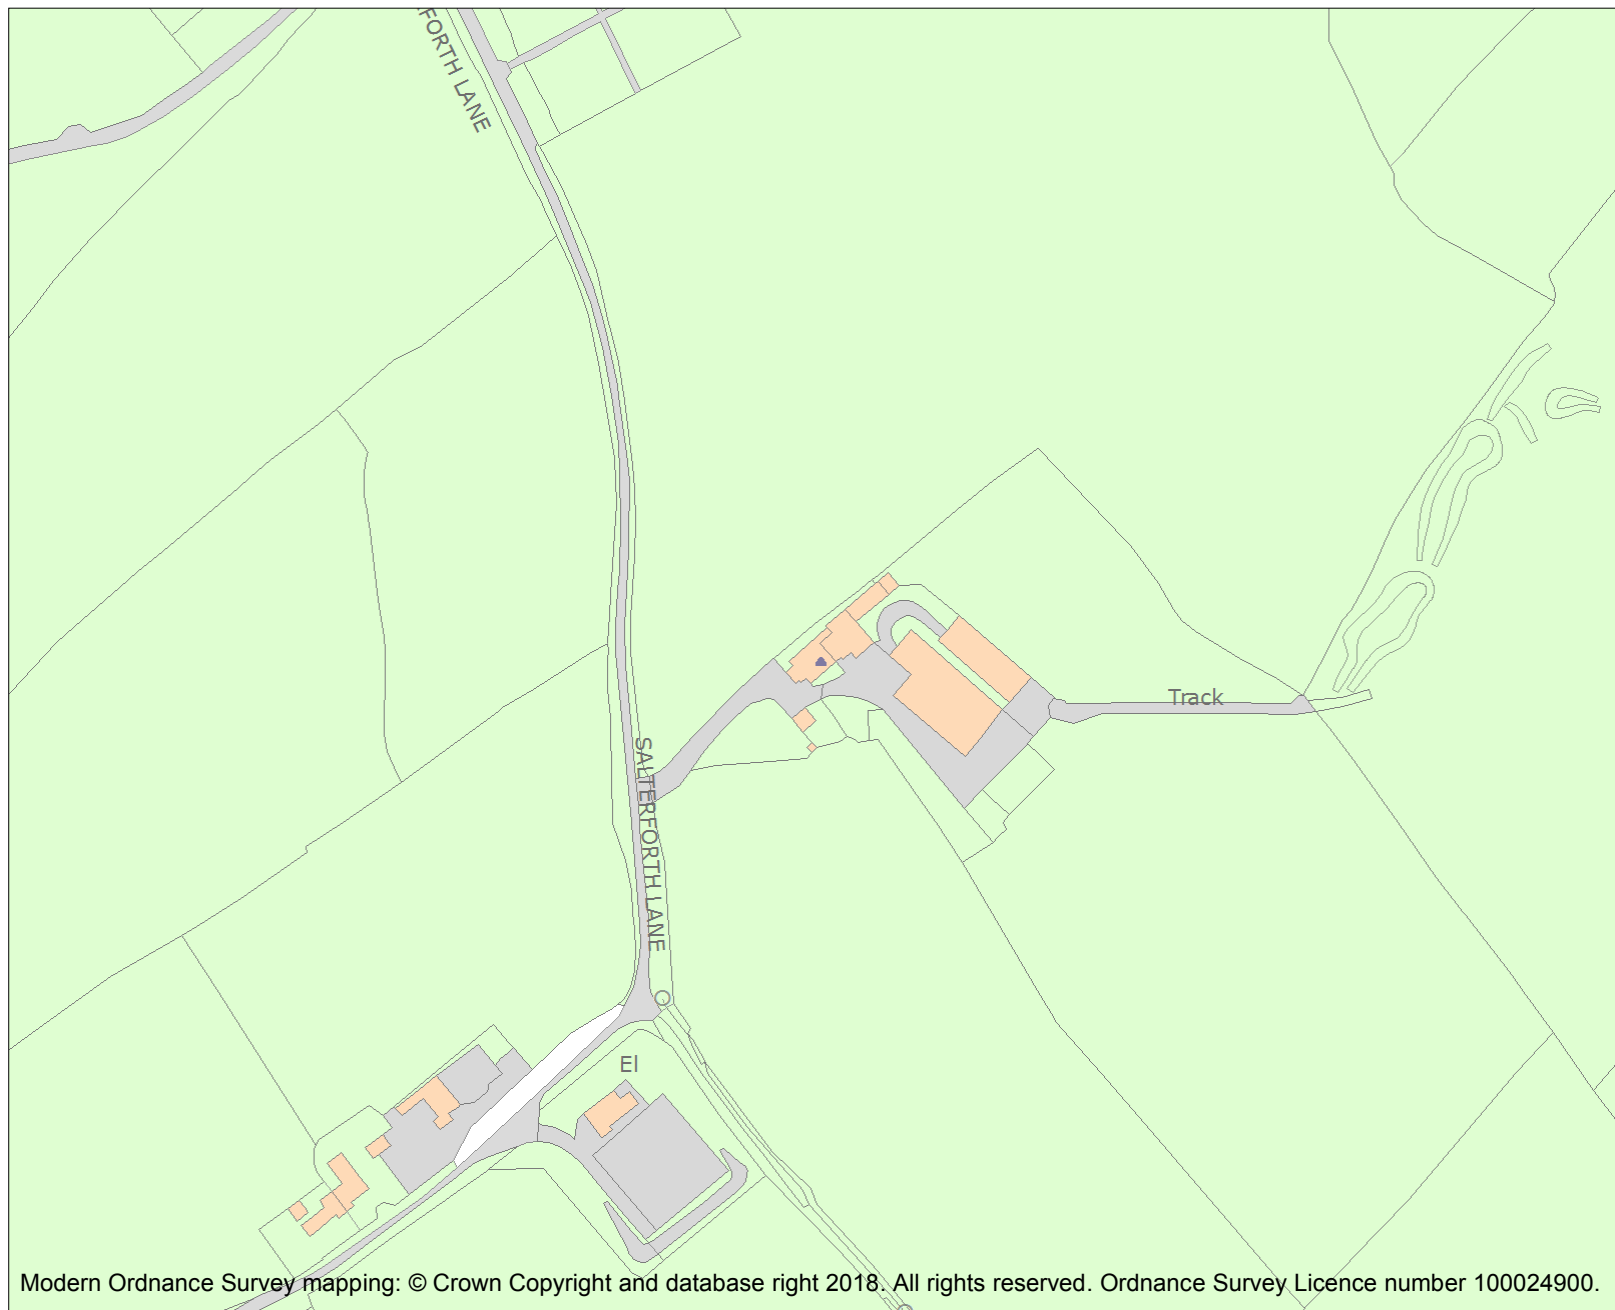 FORTH LANE
Track
SALTERFORTH LANE
El
Modern Ordnance Survey mapping: © Crown Copyright and database right 2018. All rights reserved. Ordnance Survey Licence number 100024900.